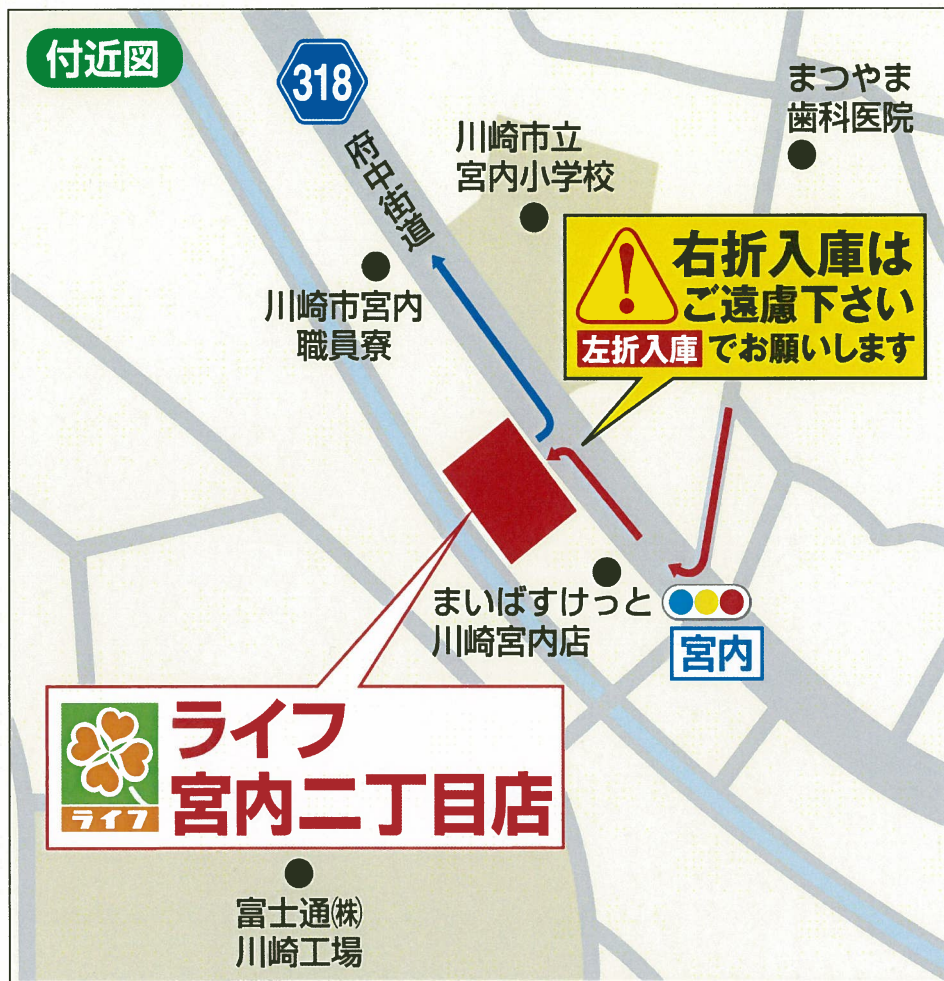 付近図
318
府中街道
川崎市立
宮内小学校
まつやま
歯科医院
川崎市宮内
職員寮
右折入庫は
ご遠慮下さい
左折入庫 でお願いします
まいばすけっと
川崎宮内店
宮内
ライフ
ライフ
宮内二丁目店
富士通㈱
川崎工場